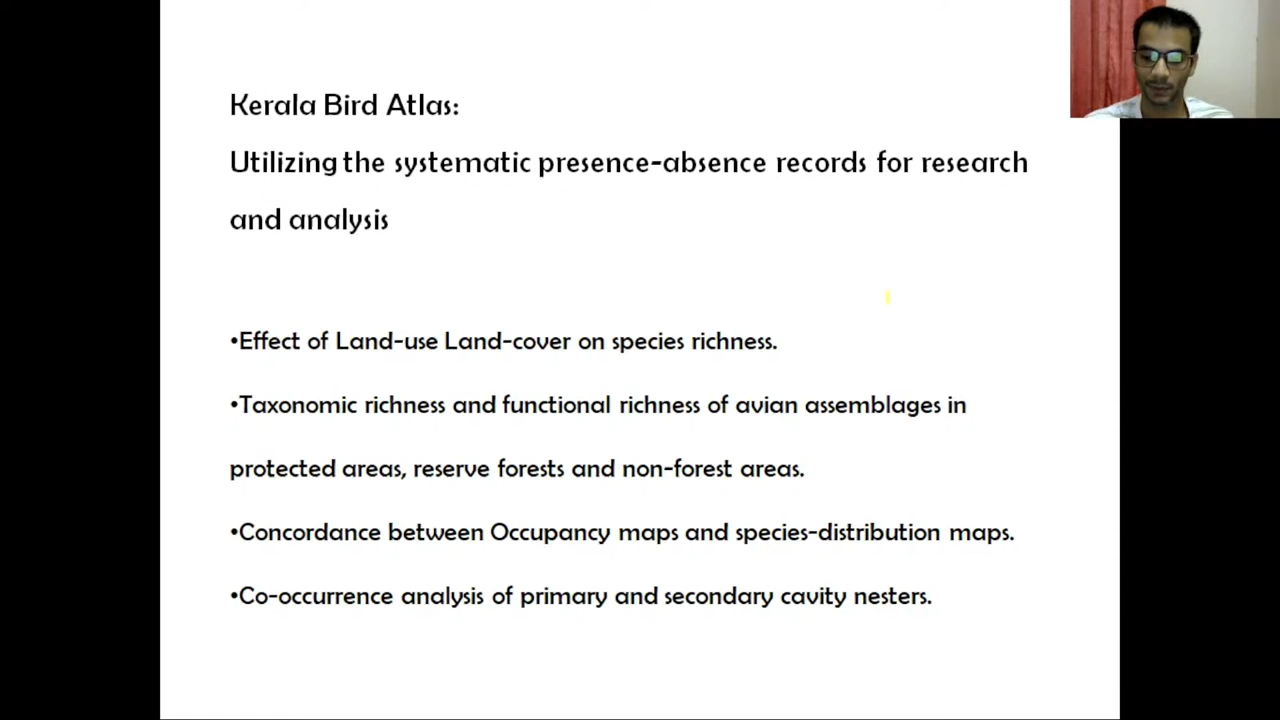 Kerala Bird Atlas:
Utilizing the systematic presence-absence records for research
and analysis
•Effect of Land-use Land-cover on species richness.
•Taxonomic richness and functional richness of avian assemblages in
protected areas, reserve forests and non-forest areas.
•Concordance between Occupancy maps and species-distribution maps.
•Co-occurrence analysis of primary and secondary cavity nesters.